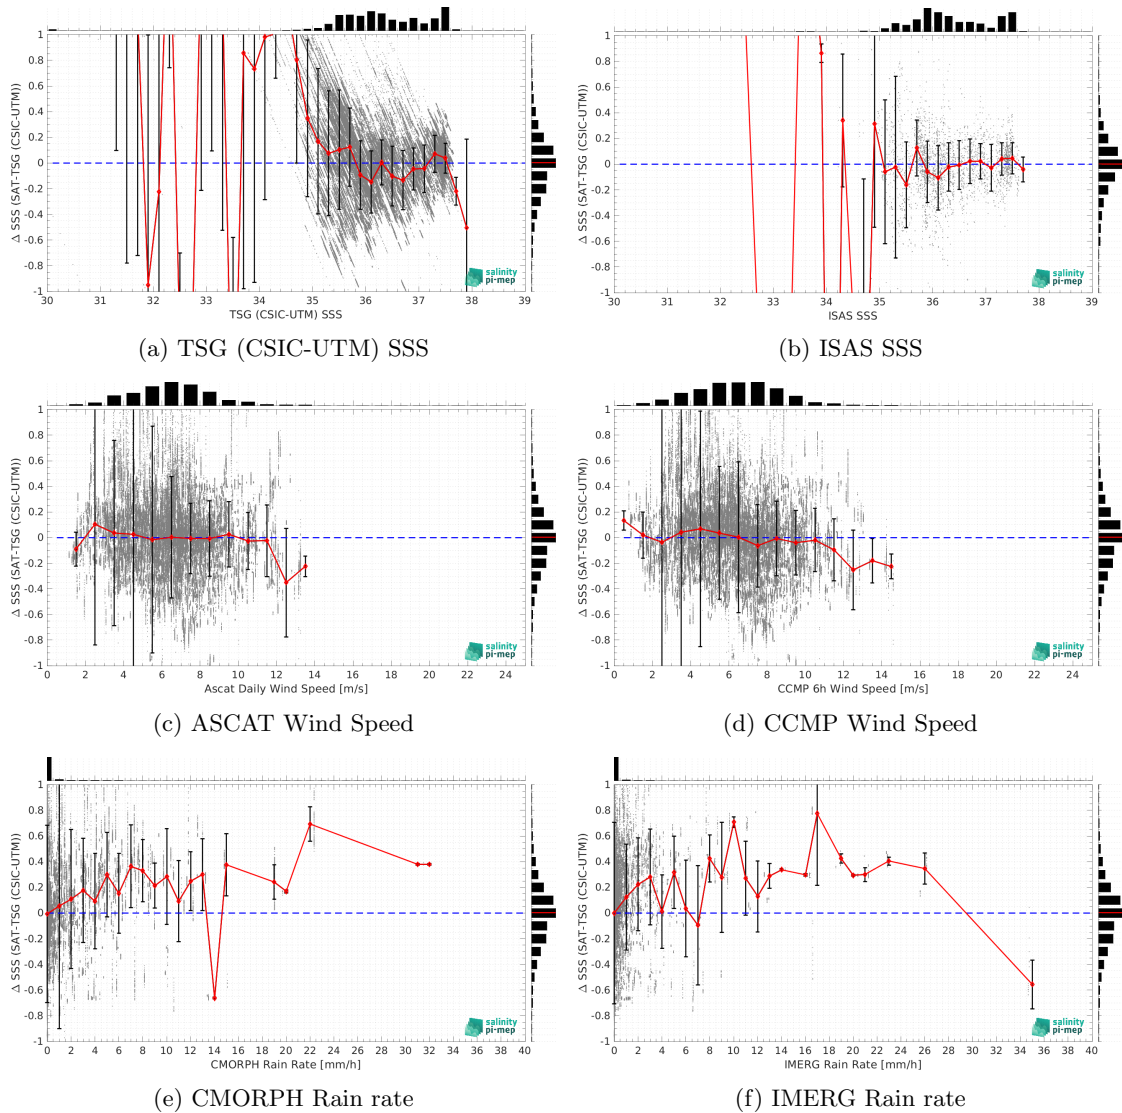 Δ SSS (SAT-TSG (CSIC-UTM))
1
0.8
0.6
0.4
0.2
0
-0.2
-0.4
-0.6
-0.8
-1
30 31 32 33 34 35 36 37 38 39
TSG (CSIC-UTM) SSS
salinity
pi-mep
(a) TSG (CSIC-UTM) SSS
Δ SSS (SAT-TSG (CSIC-UTM))
1
0.8
0.6
0.4
0.2
0
-0.2
-0.4
-0.6
-0.8
-1
30 31 32 33 34 35 36 37 38 39
ISAS SSS
salinity
pi-mep
(b) ISAS SSS
Δ SSS (SAT-TSG (CSIC-UTM))
1
0.8
0.6
0.4
0.2
0
-0.2
-0.4
-0.6
-0.8
-1
0 2 4 6 8 10 12 14 16 18 20 22 24
Ascat Daily Wind Speed [m/s]
salinity
pi-mep
(c) ASCAT Wind Speed
Δ SSS (SAT-TSG (CSIC-UTM))
1
0.8
0.6
0.4
0.2
0
-0.2
-0.4
-0.6
-0.8
-1
0 2 4 6 8 10 12 14 16 18 20 22 24
CCMP 6h Wind Speed [m/s]
salinity
pi-mep
(d) CCMP Wind Speed
Δ SSS (SAT-TSG (CSIC-UTM))
1
0.8
0.6
0.4
0.2
0
-0.2
-0.4
-0.6
-0.8
-1
0 2 4 6 8 10 12 14 16 18 20 22 24 26 28 30 32 34 36 38 40
CMORPH Rain Rate [mm/h]
salinity
pi-mep
(e) CMORPH Rain rate
Δ SSS (SAT-TSG (CSIC-UTM))
1
0.8
0.6
0.4
0.2
0
-0.2
-0.4
-0.6
-0.8
-1
0 2 4 6 8 10 12 14 16 18 20 22 24 26 28 30 32 34 36 38 40
IMERG Rain Rate [mm/h]
salinity
pi-mep
(f) IMERG Rain rate